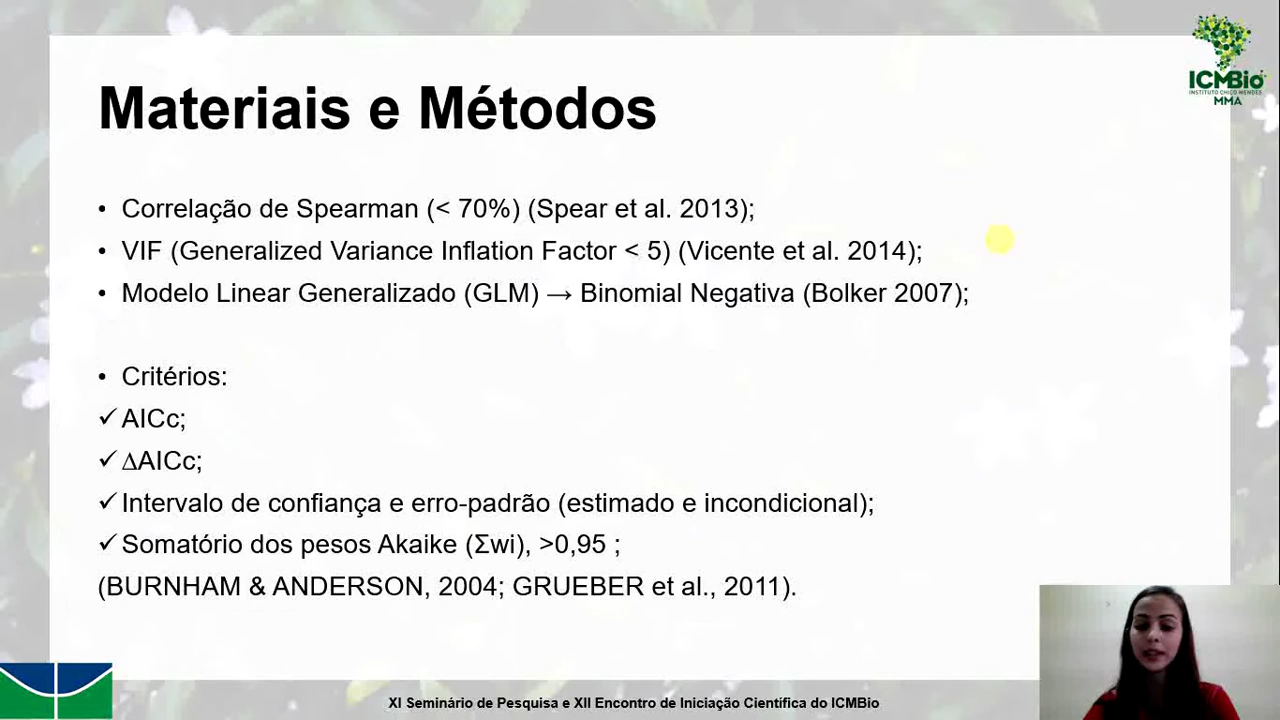 ICMBio
INSTITUTO CHICO MENDES
MMA
Materiais e Métodos
• Correlação de Spearman (< 70%) (Spear et al. 2013);
• VIF (Generalized Variance Inflation Factor < 5) (Vicente et al. 2014);
• Modelo Linear Generalizado (GLM) → Binomial Negativa (Bolker 2007);
• Critérios:
✓ AICc;
✓ ∆AICc;
✓ Intervalo de confiança e erro-padrão (estimado e incondicional);
✓ Somatório dos pesos Akaike (Σwi), >0,95 ;
(BURNHAM & ANDERSON, 2004; GRUEBER et al., 2011).
XI Seminário de Pesquisa e XII Encontro de Iniciação Científica do ICMBio